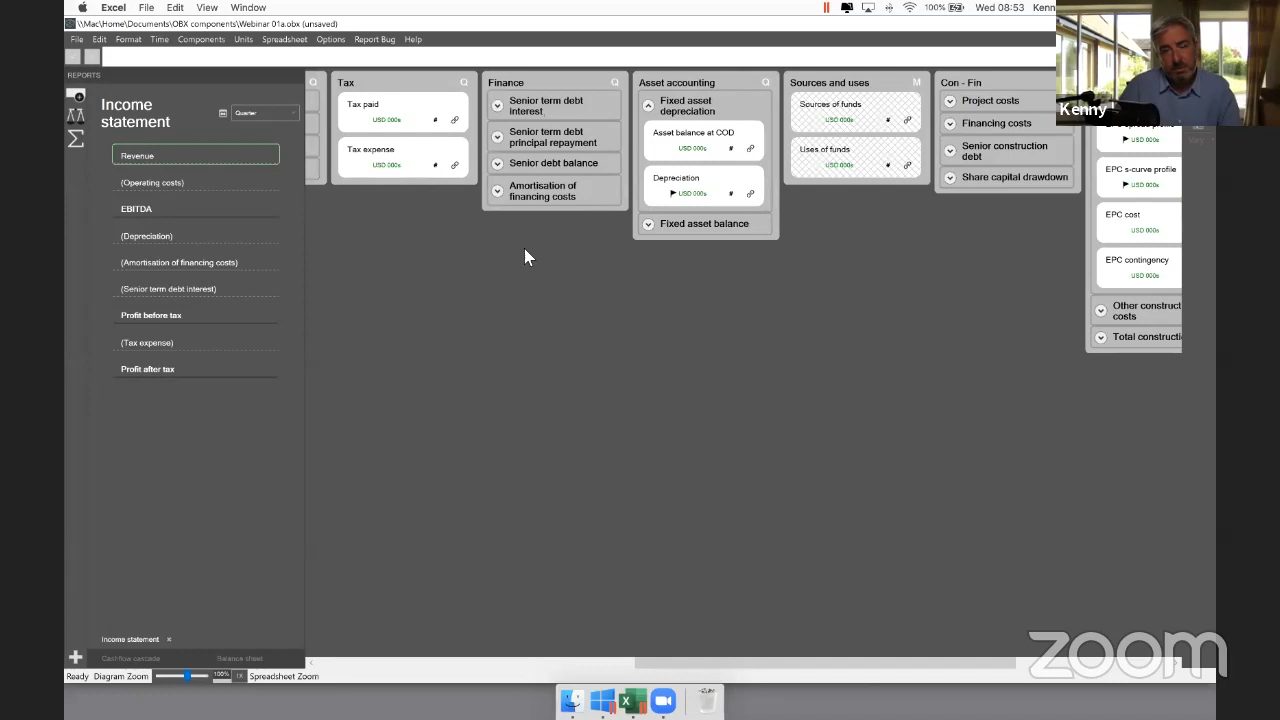 Excel File Edit View Window 100% Wed 08:53 Kenn
\\Mac\Home\Documents\OBX components\Webinar 01a.obx (unsaved)
File Edit Format Time Components Units Spreadsheet Options Report Bug Help
REPORTS
Income statement
Quarter
Revenue
(Operating costs)
EBITDA
(Depreciation)
(Amortisation of financing costs)
(Senior term debt interest)
Profit before tax
(Tax expense)
Profit after tax
Income statement ×
Cashflow cascade Balance sheet
Q
Tax Q
Tax paid
USD 000s #
Tax expense
USD 000s #
Finance Q
Senior term debt
interest
Senior term debt
principal repayment
Senior debt balance
Amortisation of
financing costs
Asset accounting Q
Fixed asset
depreciation
Asset balance at COD
USD 000s #
Depreciation
USD 000s #
Fixed asset balance
Sources and uses M
Sources of funds
USD 000s #
Uses of funds
USD 000s #
Con - Fin
Project costs
Financing costs
Senior construction
debt
Share capital drawdown
USD 000s
EPC s-curve profile
USD 000s
EPC cost
USD 000s
EPC contingency
USD 000s
Other construct
costs
Total constructi
Kenny
Ready Diagram Zoom 100% 1X Spreadsheet Zoom
zoom